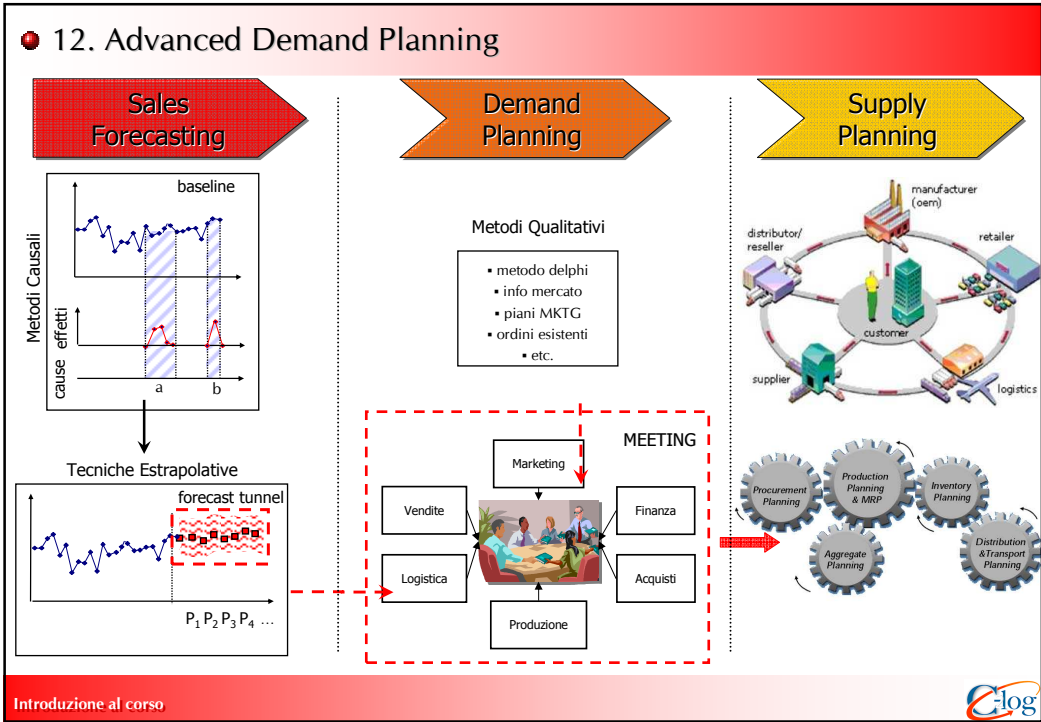 12. Advanced Demand Planning
Sales
Forecasting
Demand
Planning
Supply
Planning
Metodi Causali
baseline
effetti
cause
a
b
Tecniche Estrapolative
forecast tunnel
P1 P2 P3 P4 ...
Metodi Qualitativi
▪ metodo delphi
▪ info mercato
▪ piani MKTG
▪ ordini esistenti
▪ etc.
MEETING
Marketing
Vendite
Finanza
Logistica
Acquisti
Produzione
manufacturer
(oem)
distributor/
reseller
retailer
customer
supplier
logistics
Procurement
Planning
Production
Planning
& MRP
Inventory
Planning
Aggregate
Planning
Distribution
&Transport
Planning
Introduzione al corso
C-log